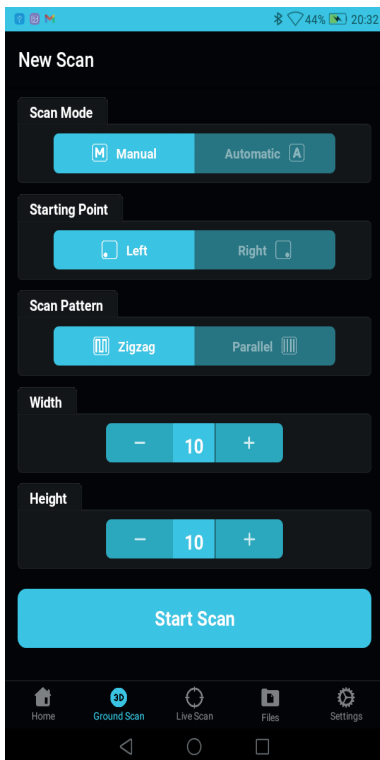 44% 20:32
New Scan
Scan Mode
M Manual Automatic A
Starting Point
Left Right
Scan Pattern
Zigzag Parallel
Width
− 10 +
Height
− 10 +
Start Scan
3D
Home Ground Scan Live Scan Files Settings